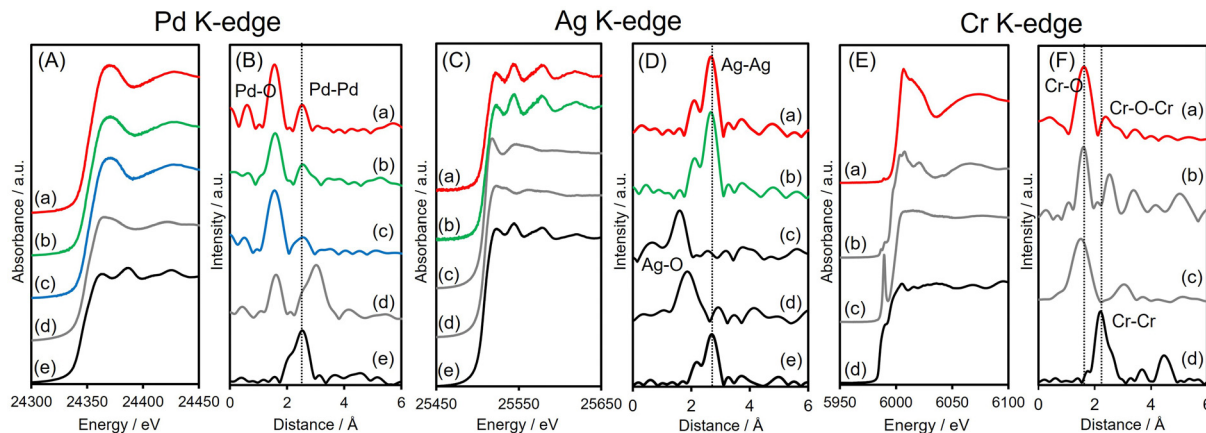 Pd K-edge
Ag K-edge
Cr K-edge
(A)
(a)
(b)
(c)
(d)
(e)
Absorbance / a.u.
24300 24350 24400 24450
Energy / eV
(B)
Pd-O
Pd-Pd
(a)
(b)
(c)
(d)
(e)
Intensity / a.u.
0 2 4 6
Distance / Å
(C)
(a)
(b)
(c)
(d)
(e)
Absorbance / a.u.
25450 25550 25650
Energy / eV
(D)
Ag-Ag
(a)
(b)
(c)
Ag-O
(d)
(e)
Intensity / a.u.
0 2 4 6
Distance / Å
(E)
(a)
(b)
(c)
(d)
Absorbance / a.u.
5950 6000 6050 6100
Energy / eV
(F)
Cr-O
(a)
Cr-O-Cr
(b)
(c)
Cr-Cr
(d)
Intensity / a.u.
0 2 4 6
Distance / Å